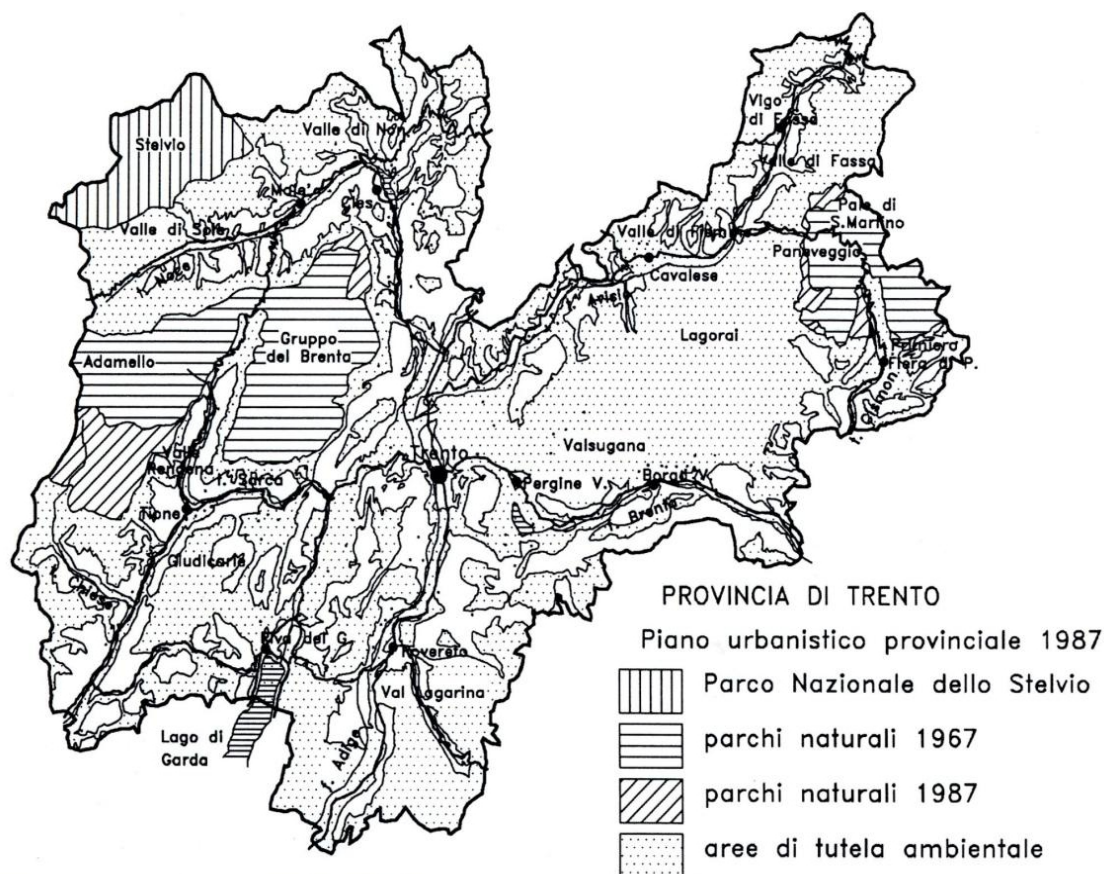 Stelvio
Valle di Non
Male'
Cles
Valle di Sole
t. Noce
Vigo
di Fassa
Valle di Fassa
Pale di
S.Martino
Valle di Fiemme
Paneveggio
Cavalese
t. Avisio
Lagorai
Gruppo
del Brenta
Adamello
Primiero
Fiera di P.
t. Cismon
Valsugana
Valle
Rendena
Trento
f. Sarca
Pergine V.
Borgo V.
Brenta
Tione
Giudicarie
Chiese
Riva del G.
Rovereto
Val Lagarina
Lago di
Garda
f. Adige
PROVINCIA DI TRENTO
Piano urbanistico provinciale 1987
Parco Nazionale dello Stelvio
parchi naturali 1967
parchi naturali 1987
aree di tutela ambientale